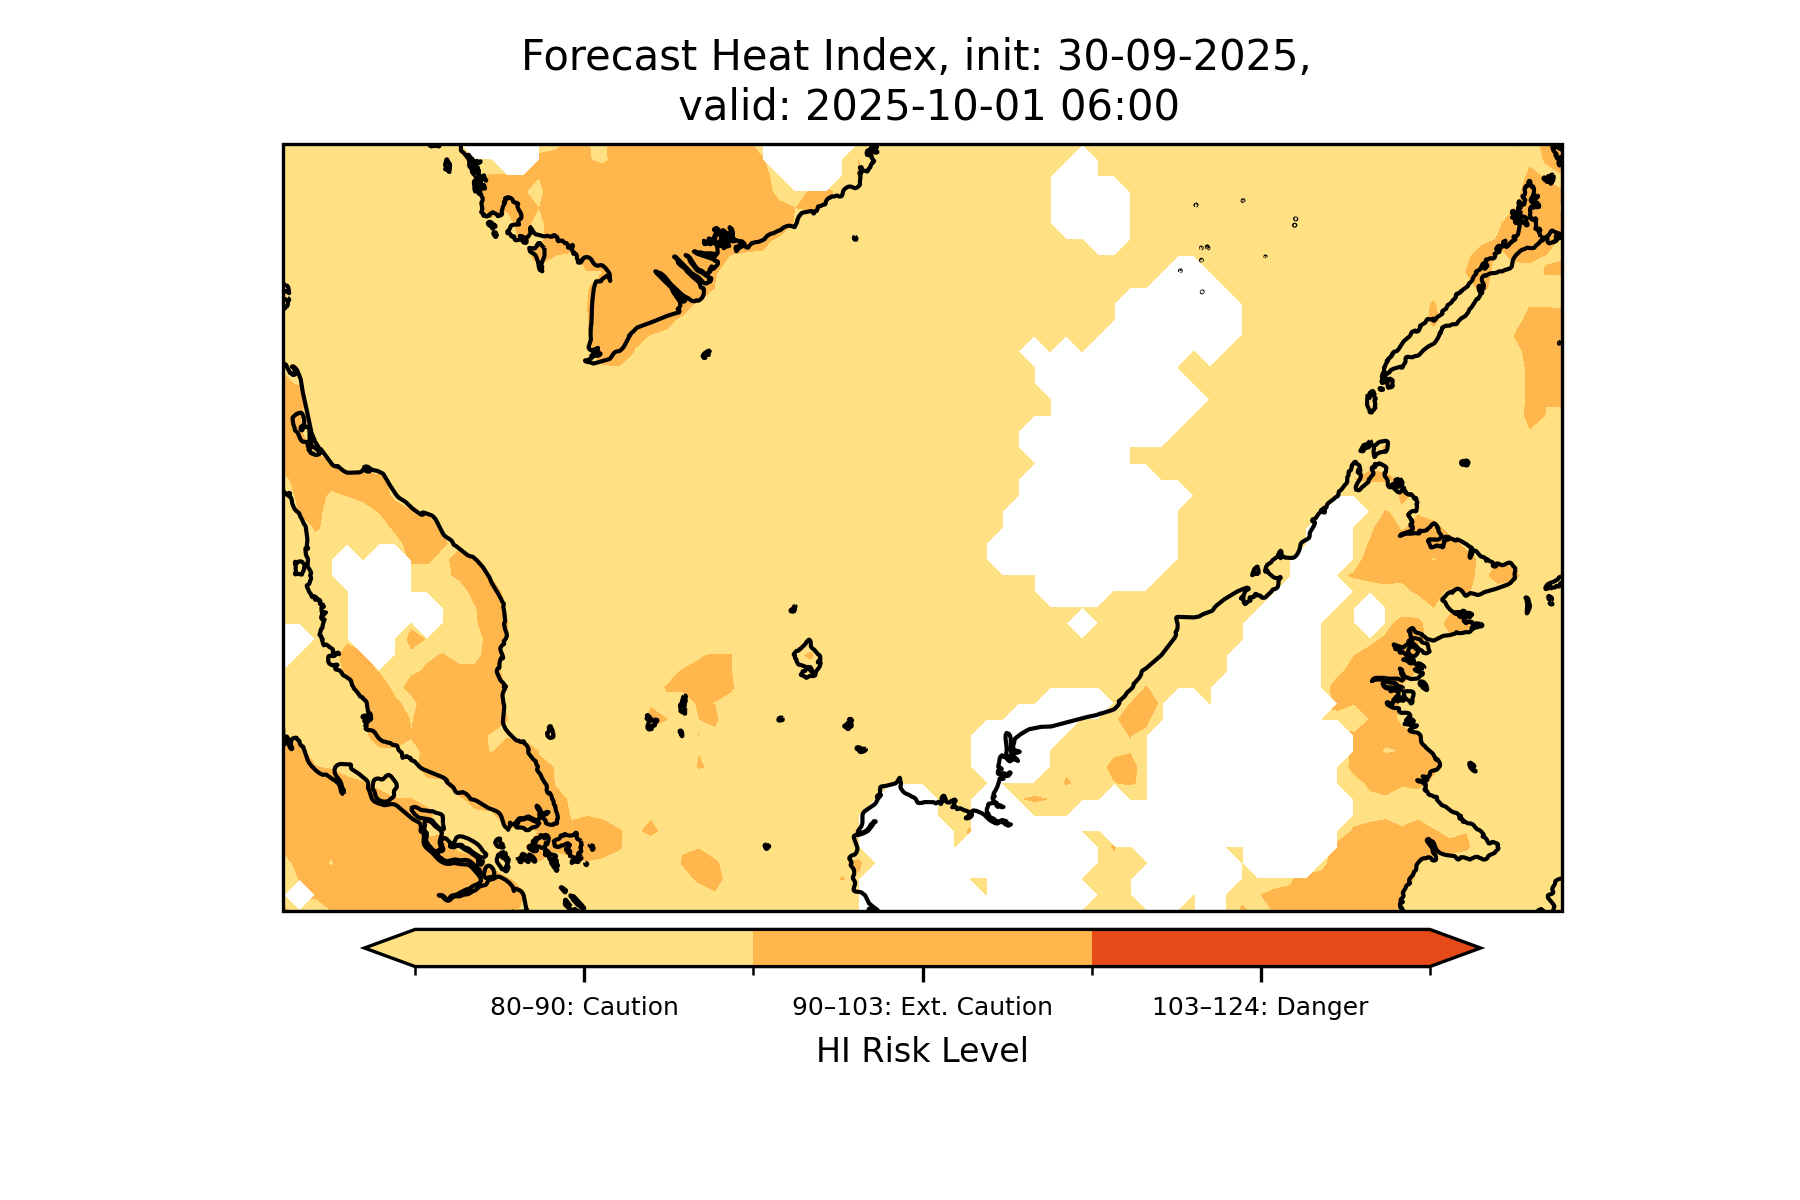 Forecast Heat Index, init: 30-09-2025,
valid: 2025-10-01 06:00
80–90: Caution
90–103: Ext. Caution
103–124: Danger
HI Risk Level